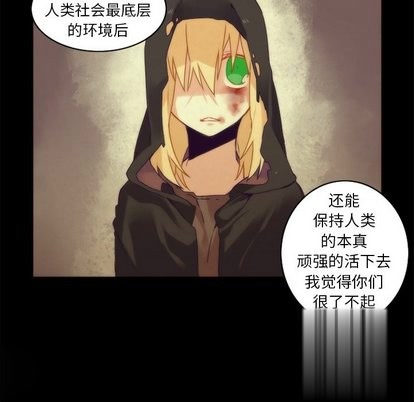 人类社会最底层
的环境后
还能
保持人类
的本真
顽强的活下去
我觉得你们
很了不起